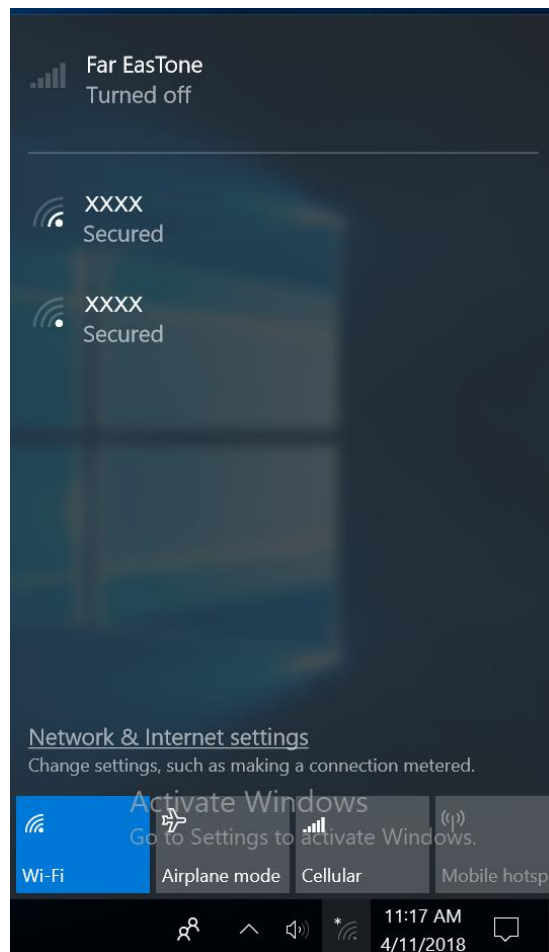 Far EasTone
Turned off
XXXX
Secured
XXXX
Secured
Network & Internet settings
Change settings, such as making a connection metered.
Activate Windows
Go to Settings to activate Windows.
Wi-Fi
Airplane mode
Cellular
Mobile hotsp
11:17 AM
4/11/2018